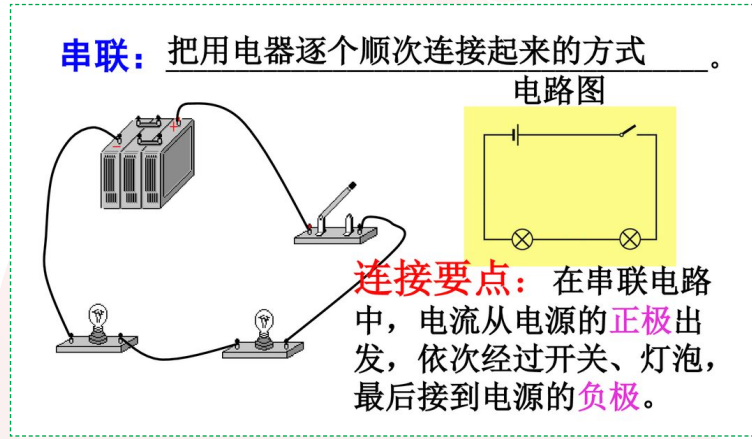 串联：把用电器逐个顺次连接起来的方式。
电路图
－
＋
连接要点：在串联电路
中，电流从电源的正极出
发，依次经过开关、灯泡，
最后接到电源的负极。